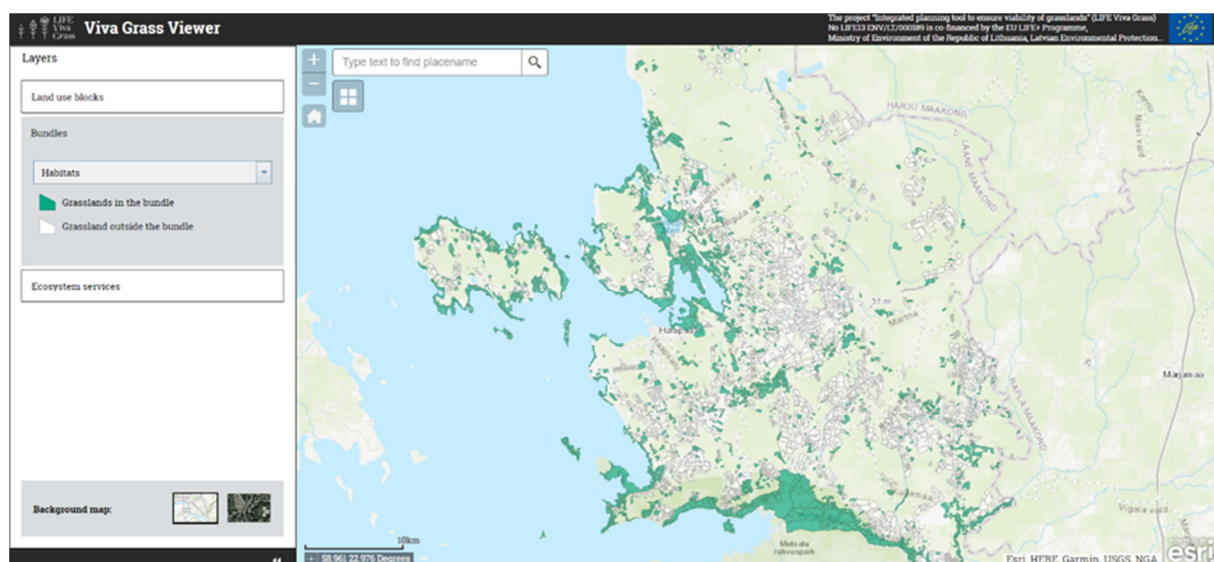 LIFE
Viva
Grass
Viva Grass Viewer
The project "Integrated planning tool to ensure viability of grasslands" (LIFE Viva Grass)
No LIFE13 ENV/LT/000189 is co-financed by the EU LIFE+ Programme,
Ministry of Environment of the Republic of Lithuania, Latvian Environmental Protection...
Layers
Land use blocks
Bundles
Habitats
Grasslands in the bundle
Grassland outside the bundle
Ecosystem services
Background map:
Type text to find placename
HARJU MAAKOND
LÄÄNE MAAKOND
Kernu
Nissi vald
51 m
Martna
RAPLA MAAKOND
Märjamaa
Vigala vald
Matsalu
rahvuspark
10km
58.961 22.976 Degrees
Esri, HERE, Garmin, USGS, NGA
esri